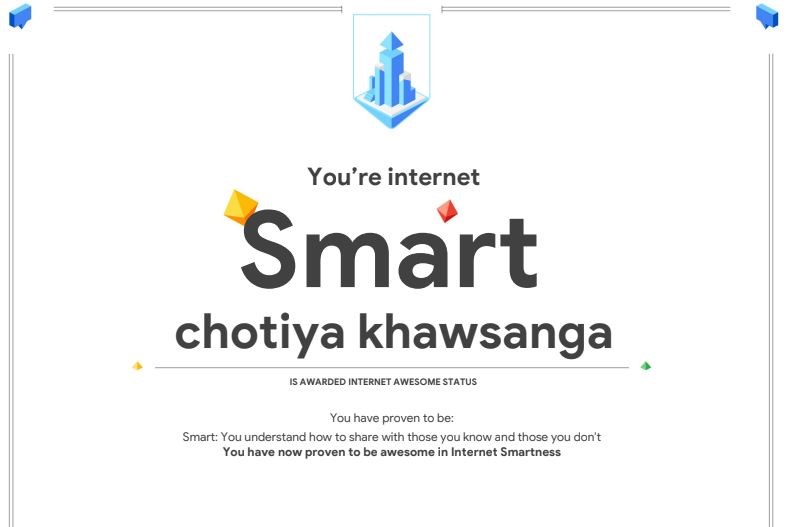 You’re internet
Smart
chotiya khawsanga
IS AWARDED INTERNET AWESOME STATUS
You have proven to be:
Smart: You understand how to share with those you know and those you don’t
You have now proven to be awesome in Internet Smartness